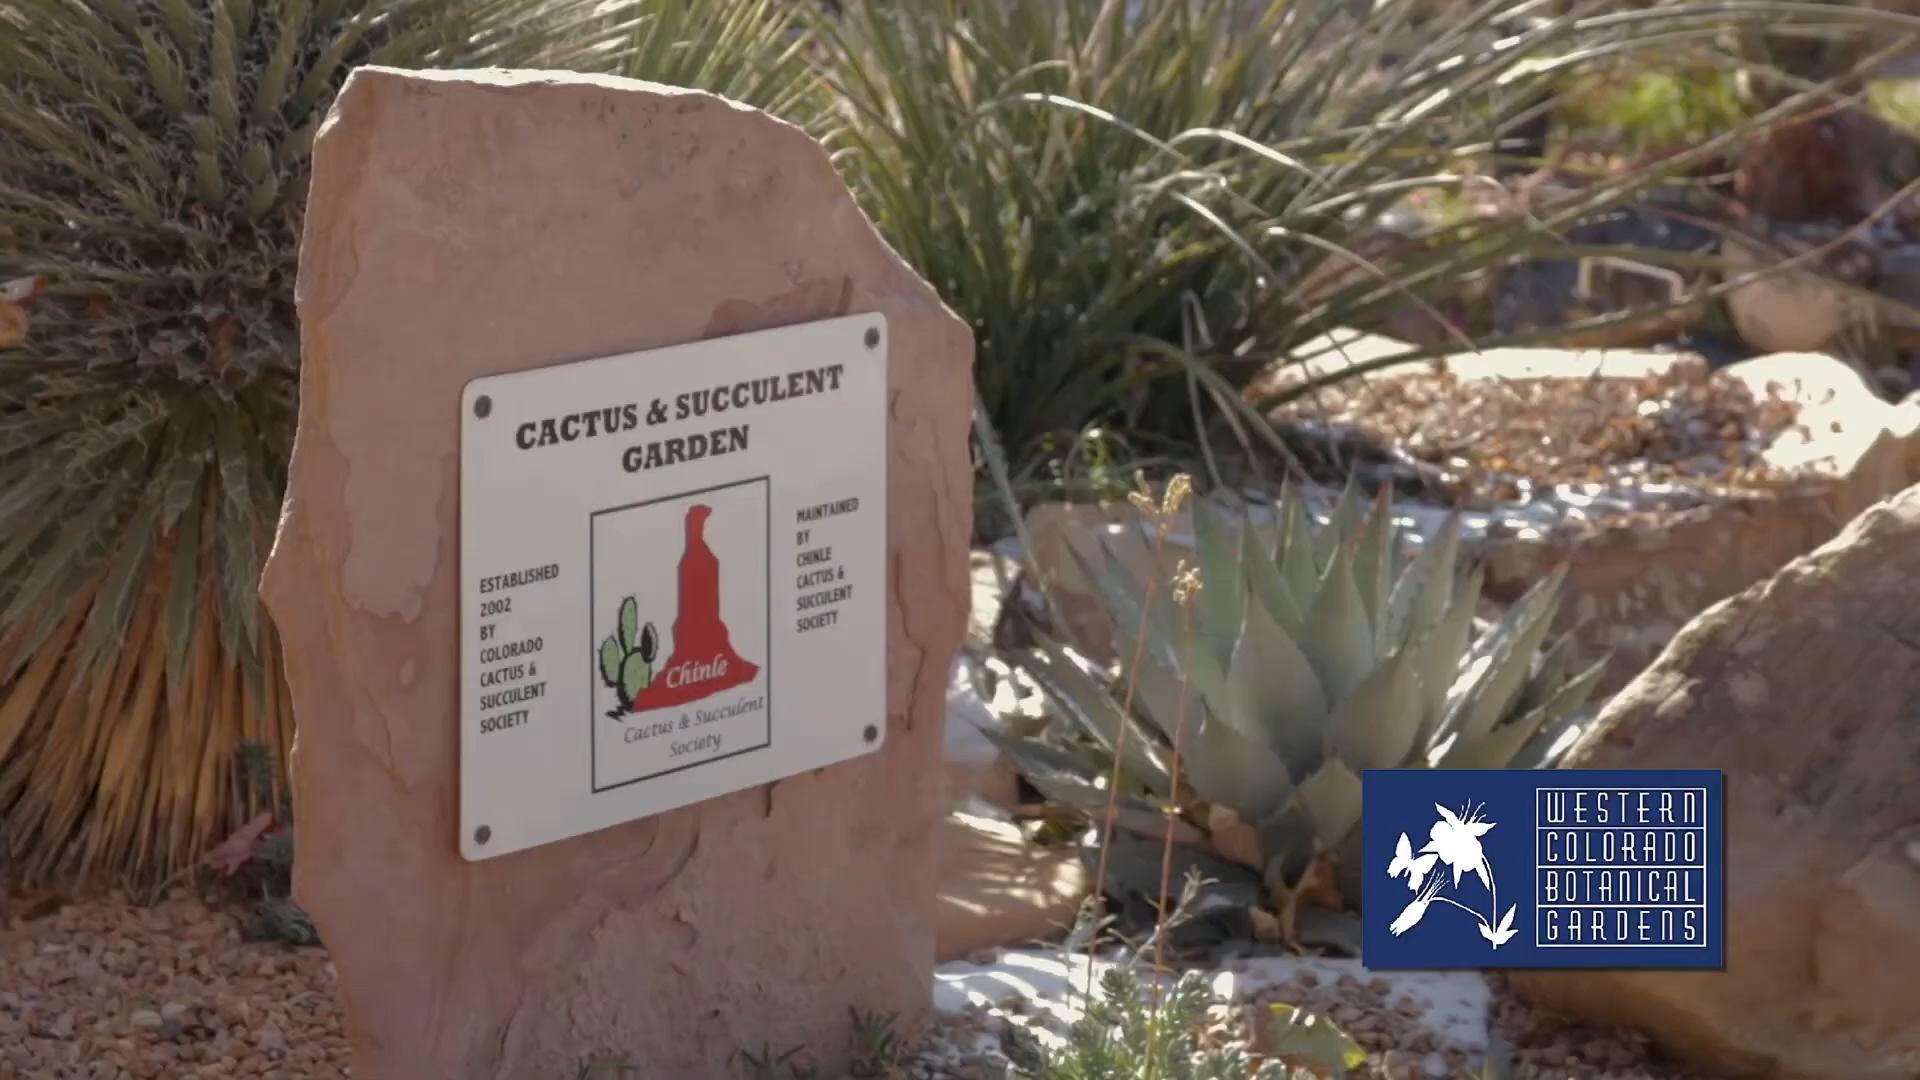 CACTUS & SUCCULENT
GARDEN
ESTABLISHED
2002
BY
COLORADO
CACTUS &
SUCCULENT
SOCIETY
Chinle
Cactus & Succulent
Society
MAINTAINED
BY
CHINLE
CACTUS &
SUCCULENT
SOCIETY
WESTERN
COLORADO
BOTANICAL
GARDENS